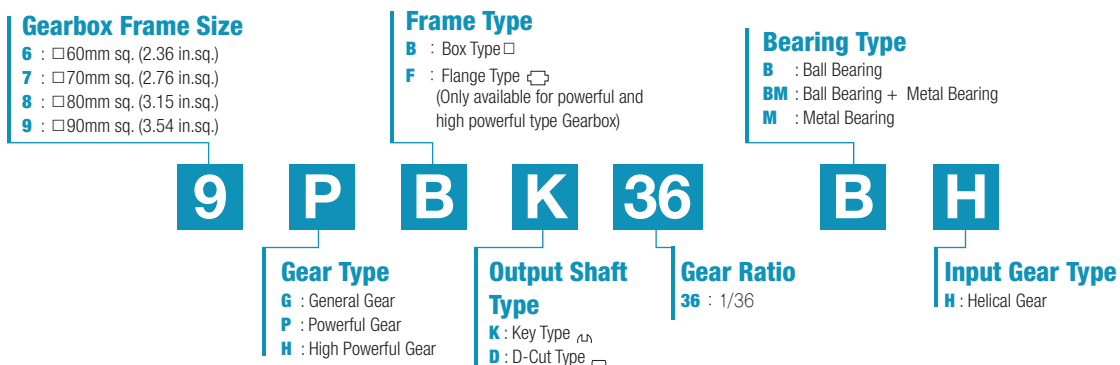 Gearbox Frame Size
6 : □60mm sq. (2.36 in.sq.)
7 : □70mm sq. (2.76 in.sq.)
8 : □80mm sq. (3.15 in.sq.)
9 : □90mm sq. (3.54 in.sq.)
Frame Type
B : Box Type □
F : Flange Type
(Only available for powerful and
high powerful type Gearbox)
Bearing Type
B : Ball Bearing
BM : Ball Bearing + Metal Bearing
M : Metal Bearing
9 P B K 36 B H
Gear Type
G : General Gear
P : Powerful Gear
H : High Powerful Gear
Output Shaft
Type
K : Key Type
D : D-Cut Type
Gear Ratio
36 : 1/36
Input Gear Type
H : Helical Gear